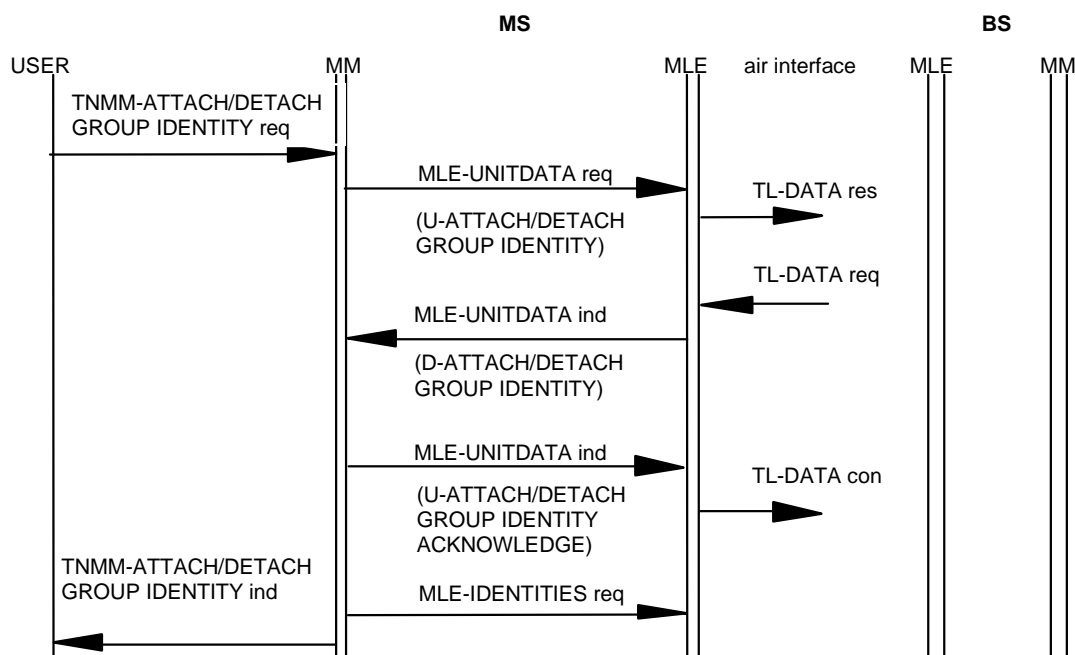 MS BS
USER MM MLE air interface MLE MM
TNMM-ATTACH/DETACH
GROUP IDENTITY req
MLE-UNITDATA req
TL-DATA res
(U-ATTACH/DETACH
GROUP IDENTITY)
TL-DATA req
MLE-UNITDATA ind
(D-ATTACH/DETACH
GROUP IDENTITY)
MLE-UNITDATA ind
TL-DATA con
(U-ATTACH/DETACH
GROUP IDENTITY
ACKNOWLEDGE)
TNMM-ATTACH/DETACH
GROUP IDENTITY ind
MLE-IDENTITIES req